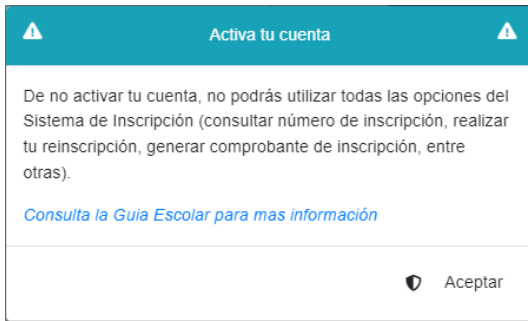 Activa tu cuenta
De no activar tu cuenta, no podrás utilizar todas las opciones del
Sistema de Inscripción (consultar número de inscripción, realizar
tu reinscripción, generar comprobante de inscripción, entre
otras).
Consulta la Guia Escolar para mas información
Aceptar